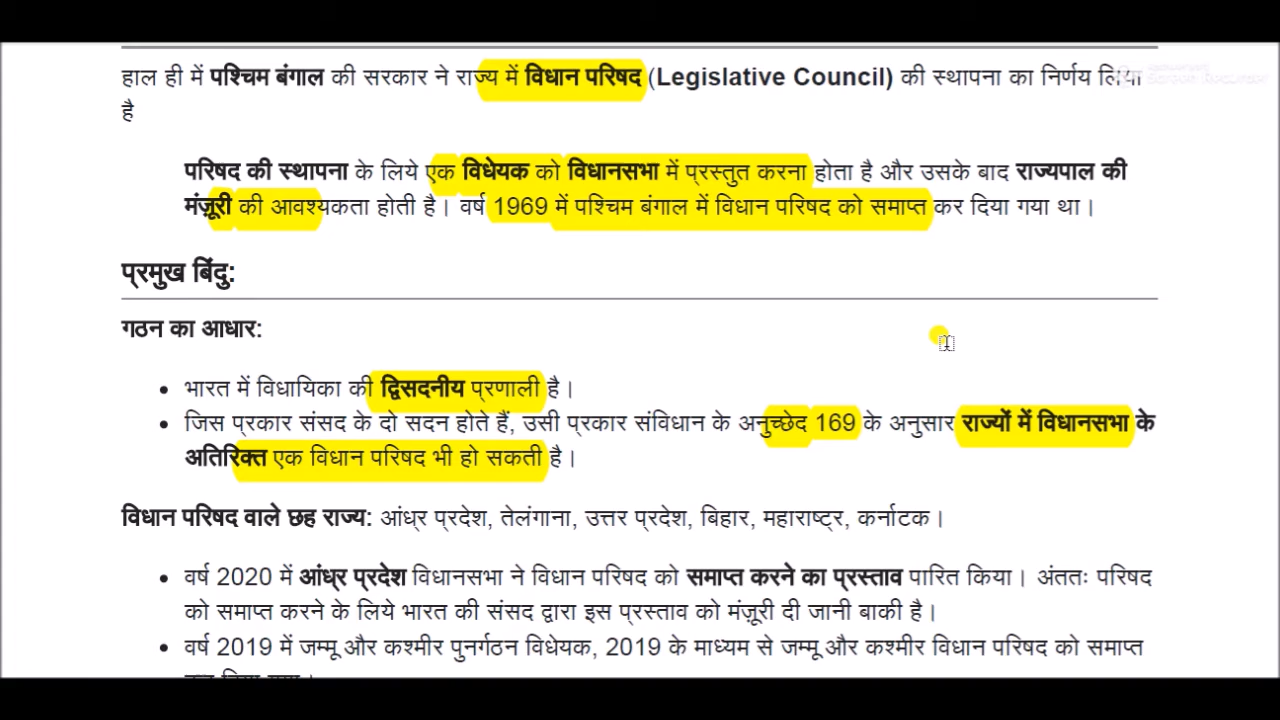 हाल ही में पश्चिम बंगाल की सरकार ने राज्य में विधान परिषद (Legislative Council) की स्थापना का निर्णय लिया
है
परिषद की स्थापना के लिये एक विधेयक को विधानसभा में प्रस्तुत करना होता है और उसके बाद राज्यपाल की
मंज़ूरी की आवश्यकता होती है। वर्ष 1969 में पश्चिम बंगाल में विधान परिषद को समाप्त कर दिया गया था।
प्रमुख बिंदु:
गठन का आधार:
• भारत में विधायिका की द्विसदनीय प्रणाली है।
• जिस प्रकार संसद के दो सदन होते हैं, उसी प्रकार संविधान के अनुच्छेद 169 के अनुसार राज्यों में विधानसभा के
अतिरिक्त एक विधान परिषद भी हो सकती है।
विधान परिषद वाले छह राज्य: आंध्र प्रदेश, तेलंगाना, उत्तर प्रदेश, बिहार, महाराष्ट्र, कर्नाटक।
• वर्ष 2020 में आंध्र प्रदेश विधानसभा ने विधान परिषद को समाप्त करने का प्रस्ताव पारित किया। अंततः परिषद
को समाप्त करने के लिये भारत की संसद द्वारा इस प्रस्ताव को मंज़ूरी दी जानी बाकी है।
• वर्ष 2019 में जम्मू और कश्मीर पुनर्गठन विधेयक, 2019 के माध्यम से जम्मू और कश्मीर विधान परिषद को समाप्त